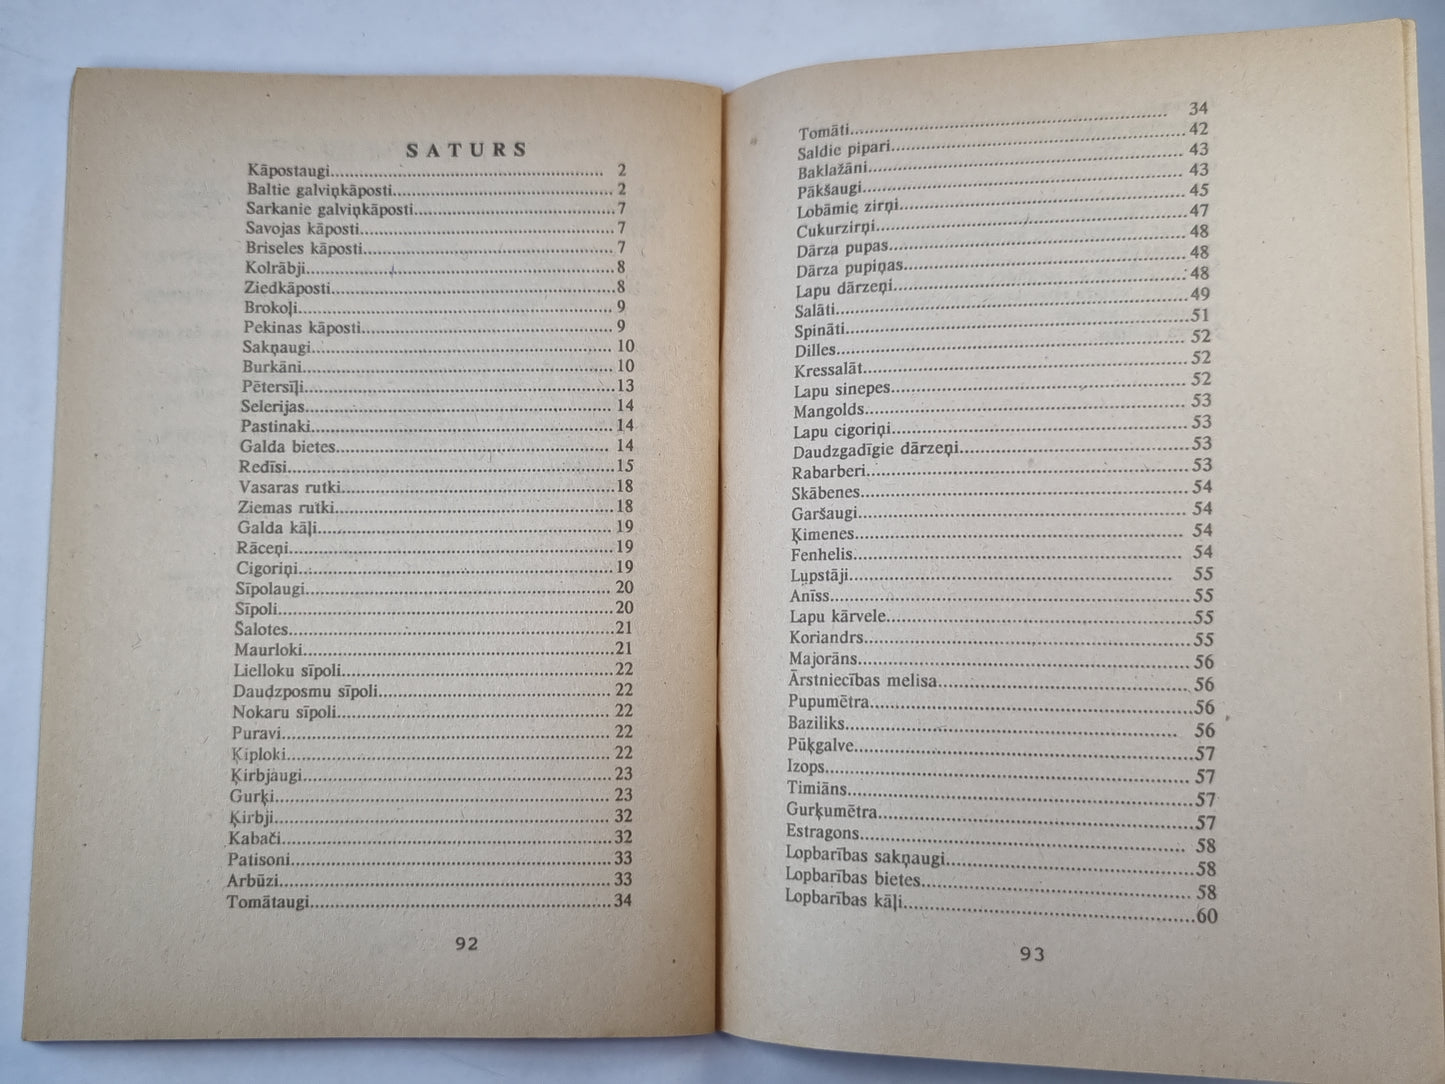 SATURS
Kāpostaugi.......... 2
Baltie galviņkāposti.......... 2
Sarkanie galviņkāposti.......... 7
Savojas kāposti.......... 7
Briseles kāposti.......... 7
Kolrābji.......... 8
Ziedkāposti.......... 8
Brokoļi.......... 9
Pekinas kāposti.......... 9
Sakņaugi.......... 10
Burkāni.......... 10
Pētersīļi.......... 13
Selerijas.......... 14
Pastinaki.......... 14
Galda bietes.......... 14
Redīsi.......... 15
Vasaras rutki.......... 18
Ziemas rutki.......... 18
Galda kāļi.......... 19
Rāceņi.......... 19
Cigoriņi.......... 19
Sīpolaugi.......... 20
Sīpoli.......... 20
Šalotes.......... 21
Maurloki.......... 21
Lielloku sīpoli.......... 22
Daudzposmu sīpoli.......... 22
Nokaru sīpoli.......... 22
Puravi.......... 22
Ķiploki.......... 22
Ķirbjaugi.......... 23
Gurķi.......... 23
Ķirbji.......... 32
Kabači.......... 32
Patisoni.......... 33
Arbūzi.......... 33
Tomātaugi.......... 34
92
Tomāti.......... 34
Saldie pipari.......... 42
Baklažāni.......... 43
Pākšaugi.......... 43
Lobāmie zirņi.......... 45
Cukurzirņi.......... 47
Dārza pupas.......... 48
Dārza pupiņas.......... 48
Lapu dārzeņi.......... 48
Salāti.......... 49
Spināti.......... 51
Dilles.......... 52
Kressalāt.......... 52
Lapu sinepes.......... 52
Mangolds.......... 53
Lapu cigoriņi.......... 53
Daudzgadīgie dārzeņi.......... 53
Rabarberi.......... 53
Skābenes.......... 54
Garšaugi.......... 54
Ķimenes.......... 54
Fenhelis.......... 54
Lupstāji.......... 55
Anīss.......... 55
Lapu kārvele.......... 55
Koriandrs.......... 55
Majorāns.......... 56
Ārstniecības melisa.......... 56
Pupumētra.......... 56
Baziliks.......... 56
Pūķgalve.......... 57
Izops.......... 57
Timiāns.......... 57
Gurķumētra.......... 57
Estragons.......... 58
Lopbarības sakņaugi.......... 58
Lopbarības bietes.......... 58
Lopbarības kāļi.......... 60
93